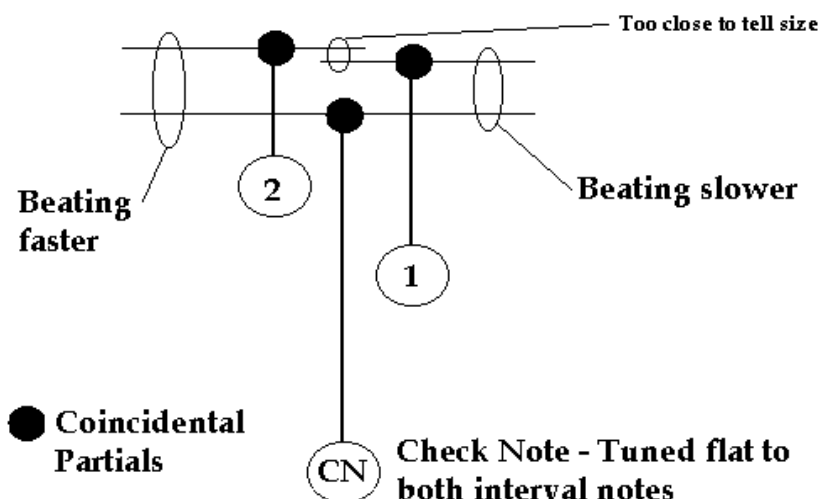 Too close to tell size
2
Beating
faster
Beating slower
1
Coincidental
Partials
CN
Check Note - Tuned flat to
both interval notes